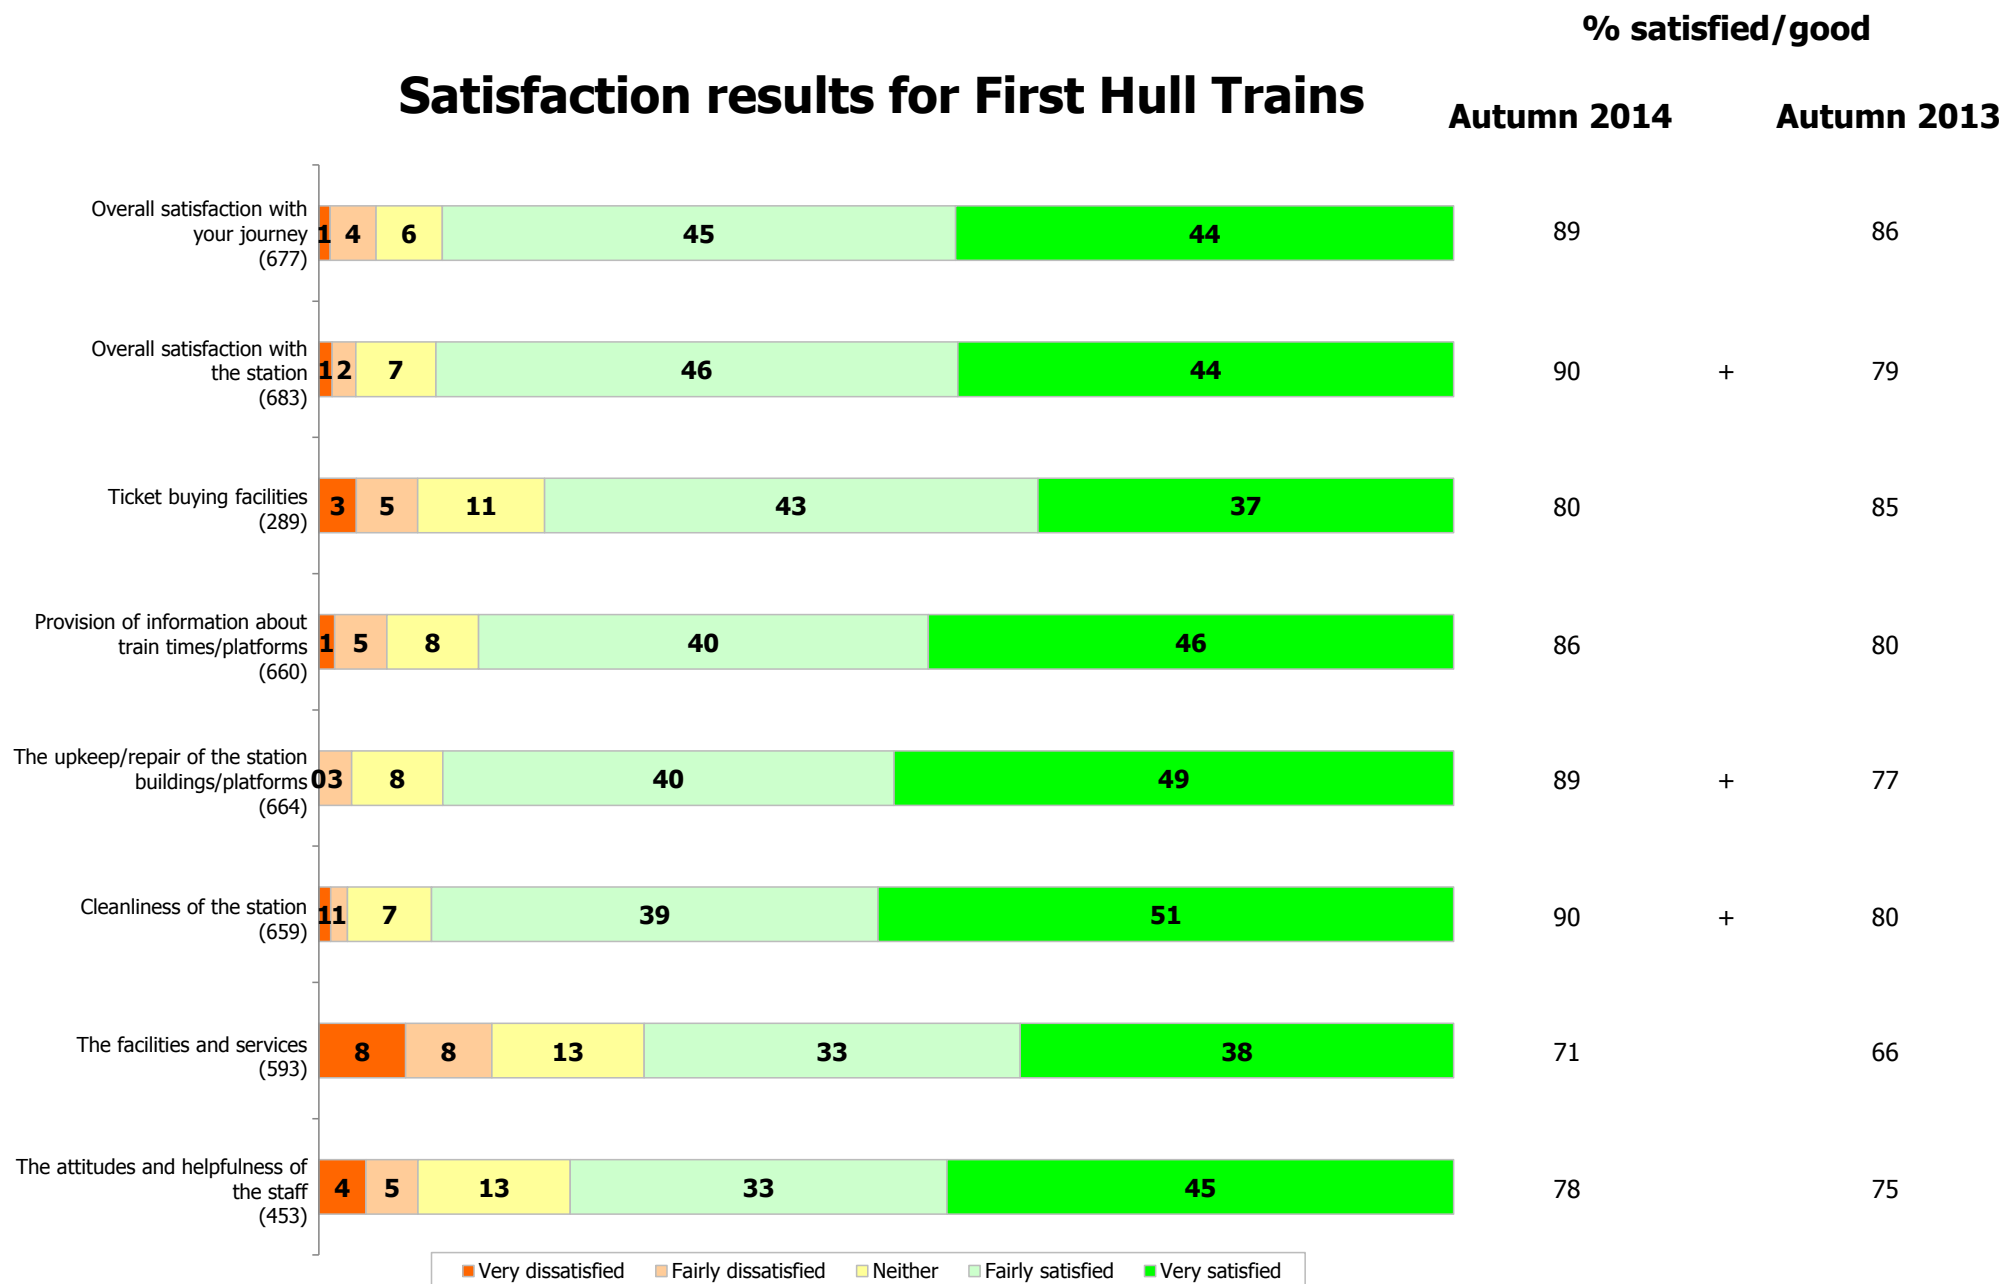 % satisfied/good
Satisfaction results for First Hull Trains
Autumn 2014 Autumn 2013
Overall satisfaction with
your journey
(677)
1 4 6 45 44 89 86
Overall satisfaction with
the station
(683)
1 2 7 46 44 90 + 79
Ticket buying facilities
(289)
3 5 11 43 37 80 85
Provision of information about
train times/platforms
(660)
1 5 8 40 46 86 80
The upkeep/repair of the station
buildings/platforms
(664)
0 3 8 40 49 89 + 77
Cleanliness of the station
(659)
1 1 7 39 51 90 + 80
The facilities and services
(593)
8 8 13 33 38 71 66
The attitudes and helpfulness of
the staff
(453)
4 5 13 33 45 78 75
Very dissatisfied Fairly dissatisfied Neither Fairly satisfied Very satisfied